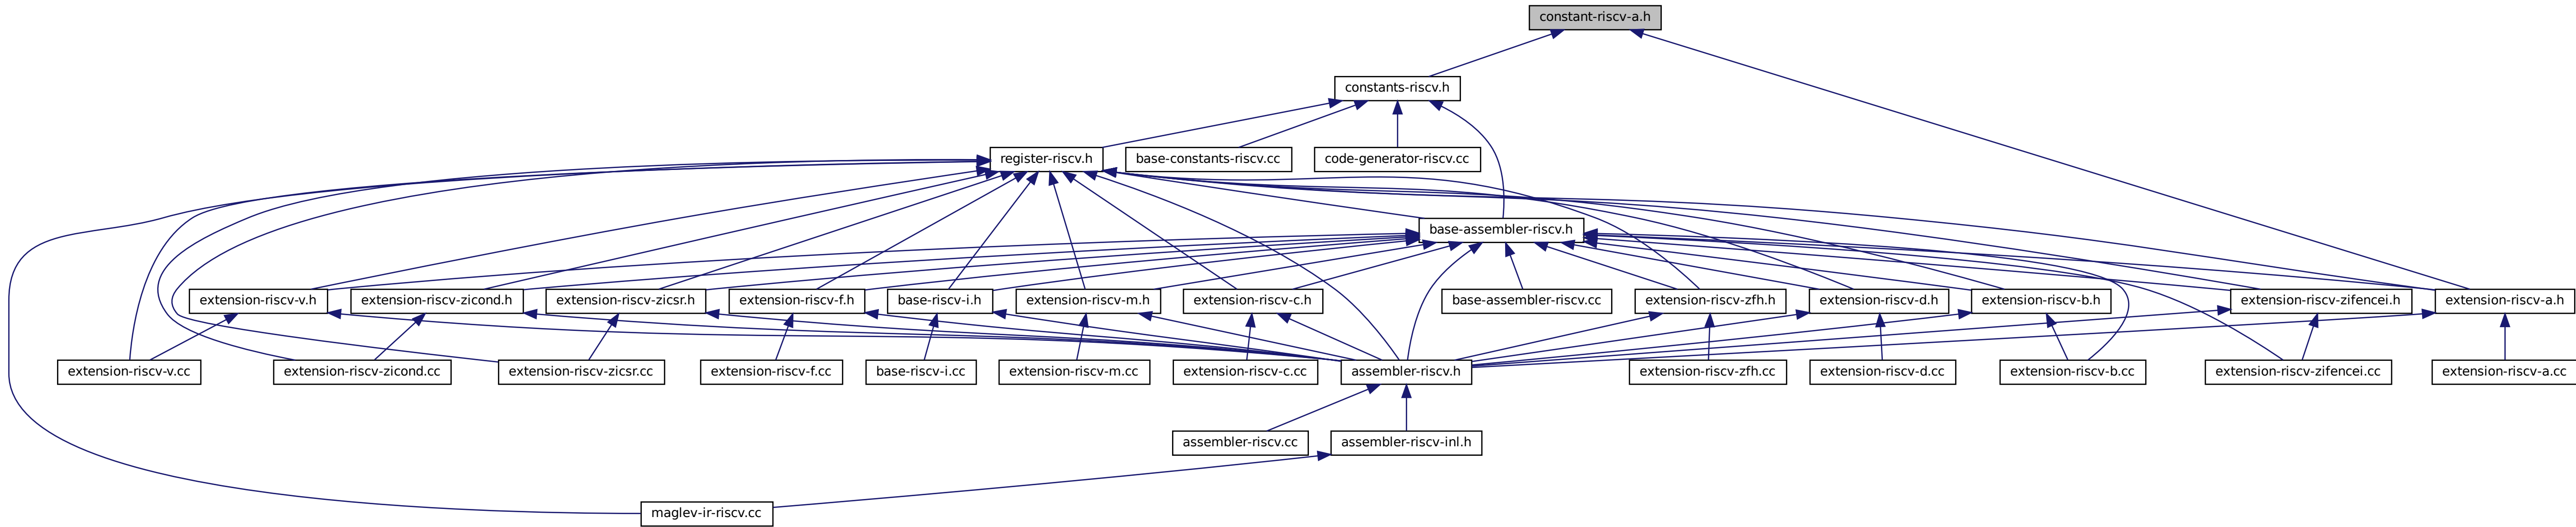 constant-riscv-a.h
constants-riscv.h
register-riscv.h
base-constants-riscv.cc
code-generator-riscv.cc
base-assembler-riscv.h
extension-riscv-v.h
extension-riscv-zicond.h
extension-riscv-zicsr.h
extension-riscv-f.h
base-riscv-i.h
extension-riscv-m.h
extension-riscv-c.h
base-assembler-riscv.cc
extension-riscv-zfh.h
extension-riscv-d.h
extension-riscv-b.h
extension-riscv-zifencei.h
extension-riscv-a.h
extension-riscv-v.cc
extension-riscv-zicond.cc
extension-riscv-zicsr.cc
extension-riscv-f.cc
base-riscv-i.cc
extension-riscv-m.cc
extension-riscv-c.cc
assembler-riscv.h
extension-riscv-zfh.cc
extension-riscv-d.cc
extension-riscv-b.cc
extension-riscv-zifencei.cc
extension-riscv-a.cc
assembler-riscv.cc
assembler-riscv-inl.h
maglev-ir-riscv.cc